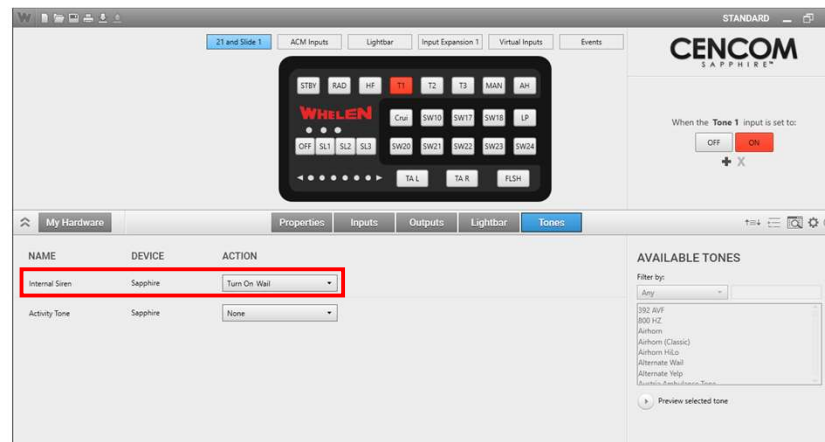 STANDARD
21 and Slide 1 ACM Inputs Lightbar Input Expansion 1 Virtual Inputs Events
CENCOM
SAPPHIRE™
STBY RAD HF T1 T2 T3 MAN AH
WHELEN
Crui SW10 SW17 SW18 LP
OFF SL1 SL2 SL3 SW20 SW21 SW22 SW23 SW24
TA L TA R FLSH
When the Tone 1 input is set to:
OFF ON
My Hardware Properties Inputs Outputs Lightbar Tones
NAME DEVICE ACTION
Internal Siren Sapphire Turn On Wail
Activity Tone Sapphire None
AVAILABLE TONES
Filter by:
Any
392 AVF
800 HZ
Airhorn
Airhorn (Classic)
Airhorn HiLo
Alternate Wail
Alternate Yelp
Austria Ambulance Tone
Preview selected tone